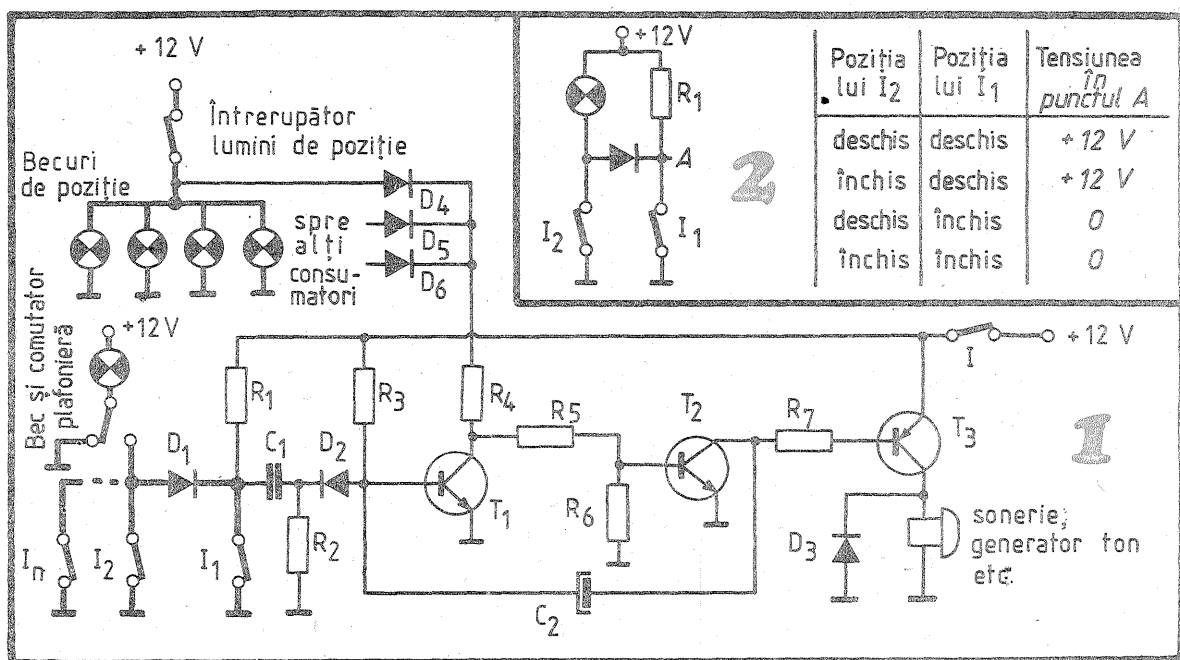 + 12 V
Întrerupător
lumini de poziție
Becuri
de poziție
D4
spre
alți
consu-
matori
D5
D6
+12V
R1
A
I2
I1
2
Poziția lui I2
Poziția lui I1
Tensiunea în punctul A
deschis deschis +12 V
închis deschis +12 V
deschis închis 0
închis închis 0
Bec și comutator
plafonieră
+12V
I
+12 V
R1
R3
R4
R5
T2
R7
T3
1
D1
C1
D2
T1
R6
In
I2
I1
R2
D3
sonerie,
generator ton
etc.
C2